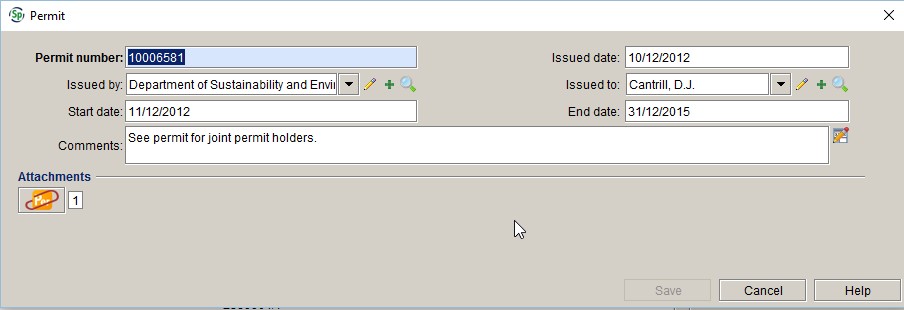 Sp Permit
Permit number: 10006581 Issued date: 10/12/2012
Issued by: Department of Sustainability and Envi Issued to: Cantrill, D.J.
Start date: 11/12/2012 End date: 31/12/2015
Comments: See permit for joint permit holders.
Attachments
1
Save Cancel Help